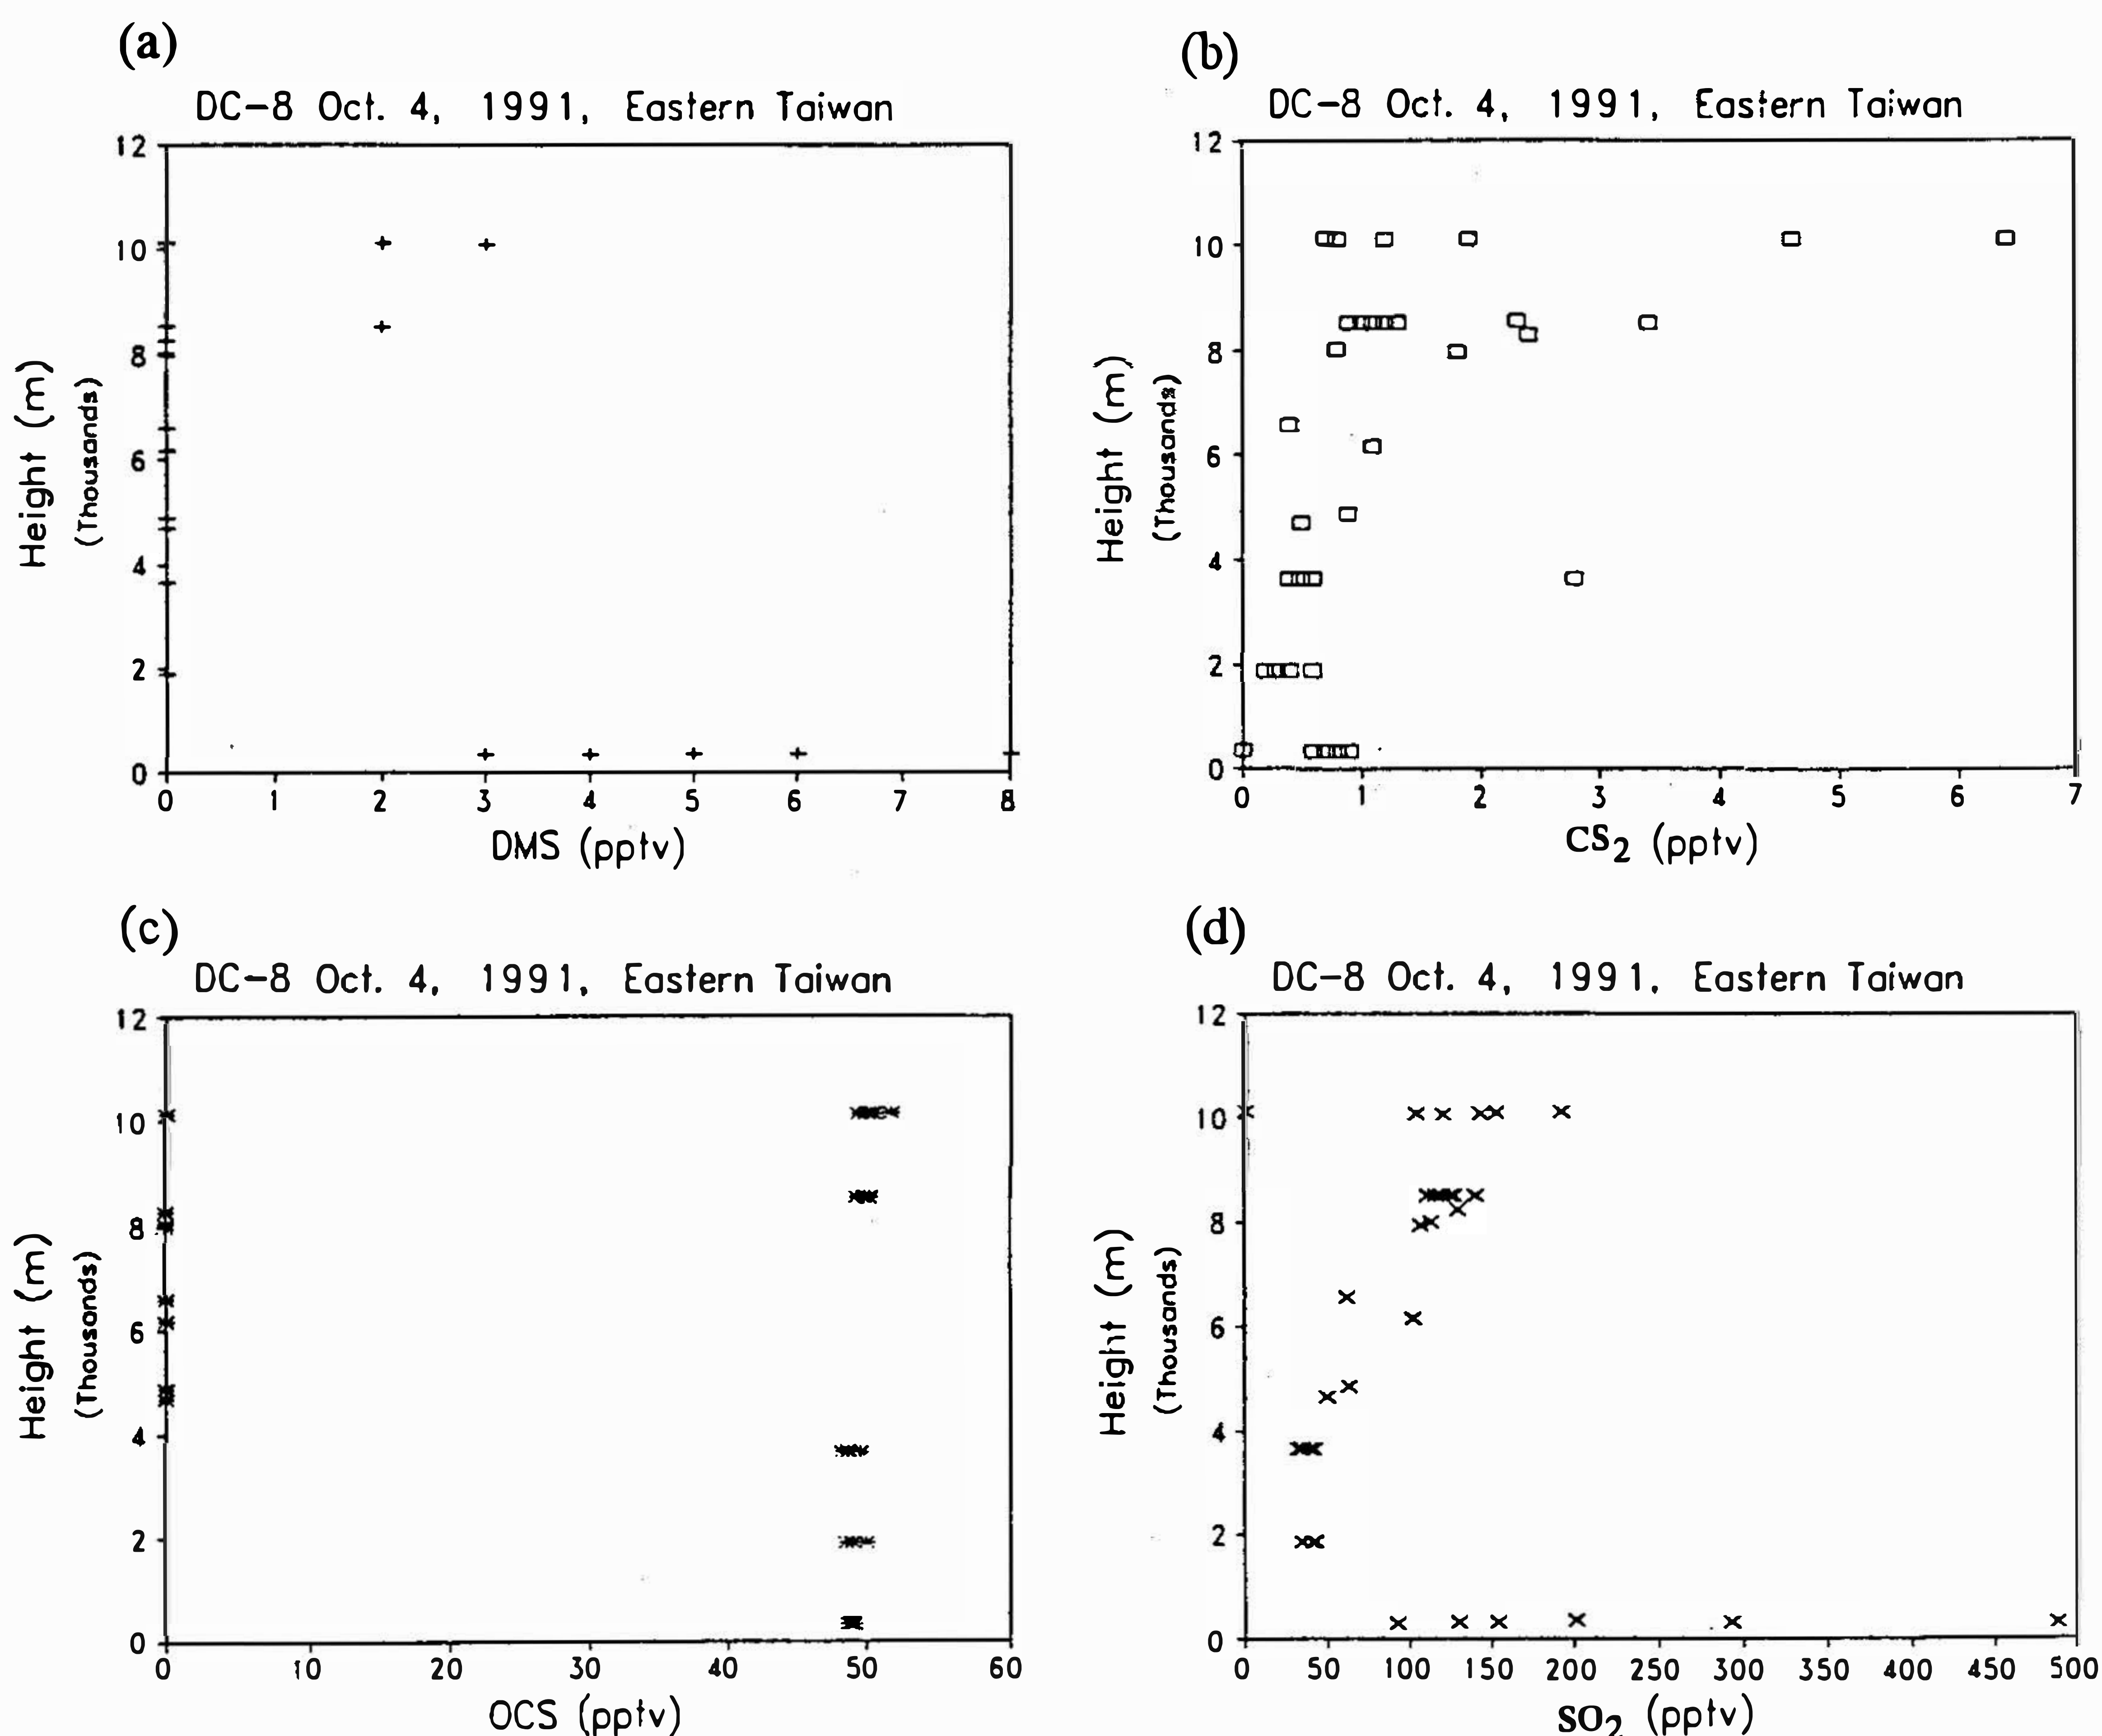 (a)
DC-8 Oct. 4, 1991, Eastern Taiwan
12
10
8
6
4
2
0
Height (m)
(Thousands)
0 1 2 3 4 5 6 7 8
DMS (pptv)
(b)
DC-8 Oct. 4, 1991, Eastern Taiwan
12
10
8
6
4
2
0
Height (m)
(Thousands)
0 1 2 3 4 5 6 7
CS2 (pptv)
(c)
DC-8 Oct. 4, 1991, Eastern Taiwan
12
10
8
6
4
2
0
Height (m)
(Thousands)
0 10 20 30 40 50 60
OCS (pptv)
(d)
DC-8 Oct. 4, 1991, Eastern Taiwan
12
10
8
6
4
2
0
Height (m)
(Thousands)
0 50 100 150 200 250 300 350 400 450 500
SO2 (pptv)